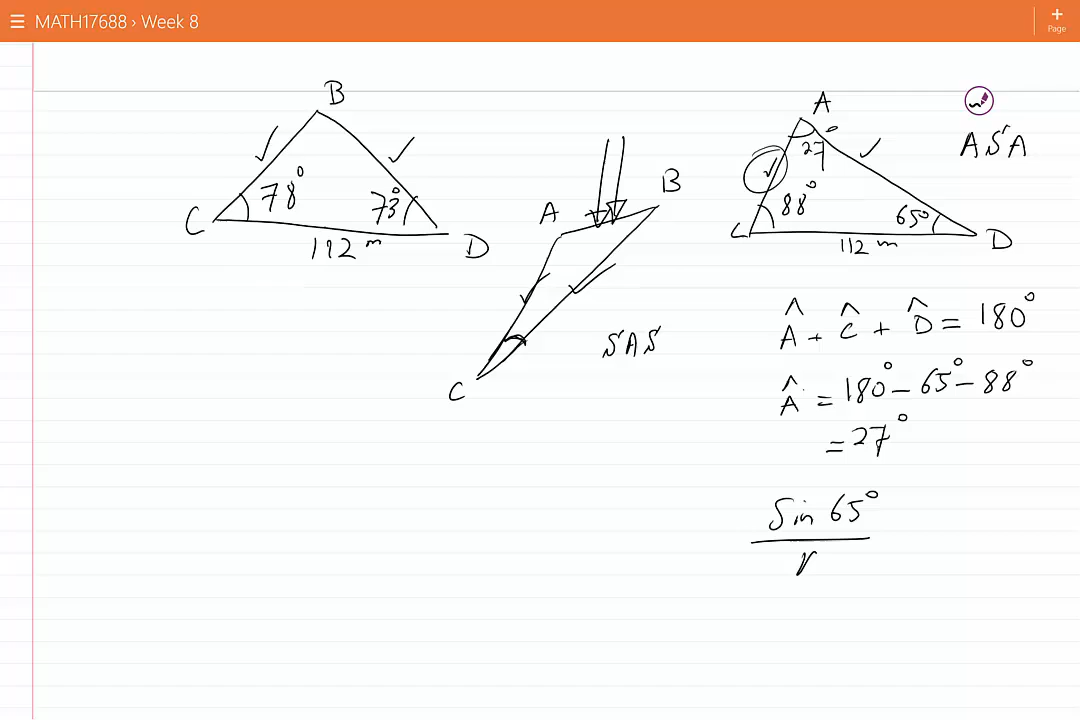 MATH17688 › Week 8
Page
B
78°
73°
C
112 m
D
A
B
C
SAS
A
27°
88°
65°
C
112 m
D
ASA
Â + Ĉ + D̂ = 180°
Â = 180° - 65° - 88°
= 27°
Sin 65°